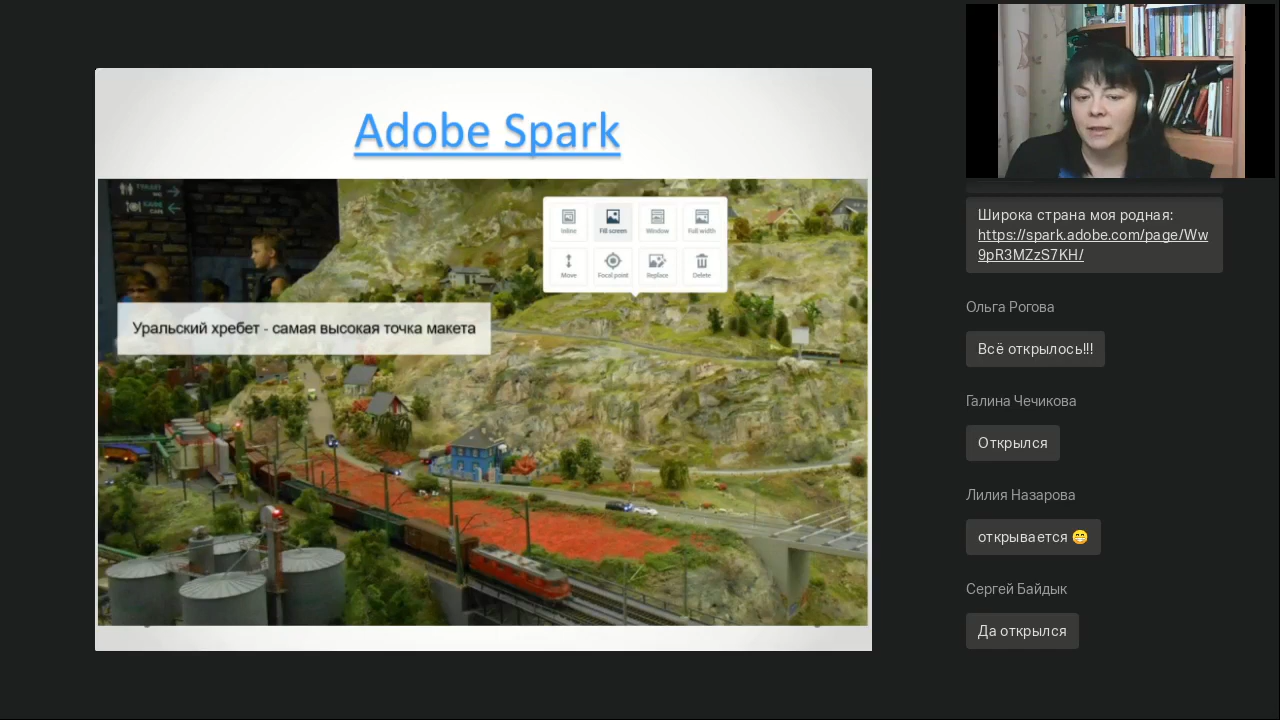 Adobe Spark
ТУАЛЕТ
КАФЕ
Inline
Fill screen
Window
Full width
Move
Focal point
Replace
Delete
Уральский хребет - самая высокая точка макета
Широка страна моя родная:
https://spark.adobe.com/page/Ww
9pR3MZzS7KH/
Ольга Рогова
Всё открылось!!!
Галина Чечикова
Открылся
Лилия Назарова
открывается 😁
Сергей Байдык
Да открылся